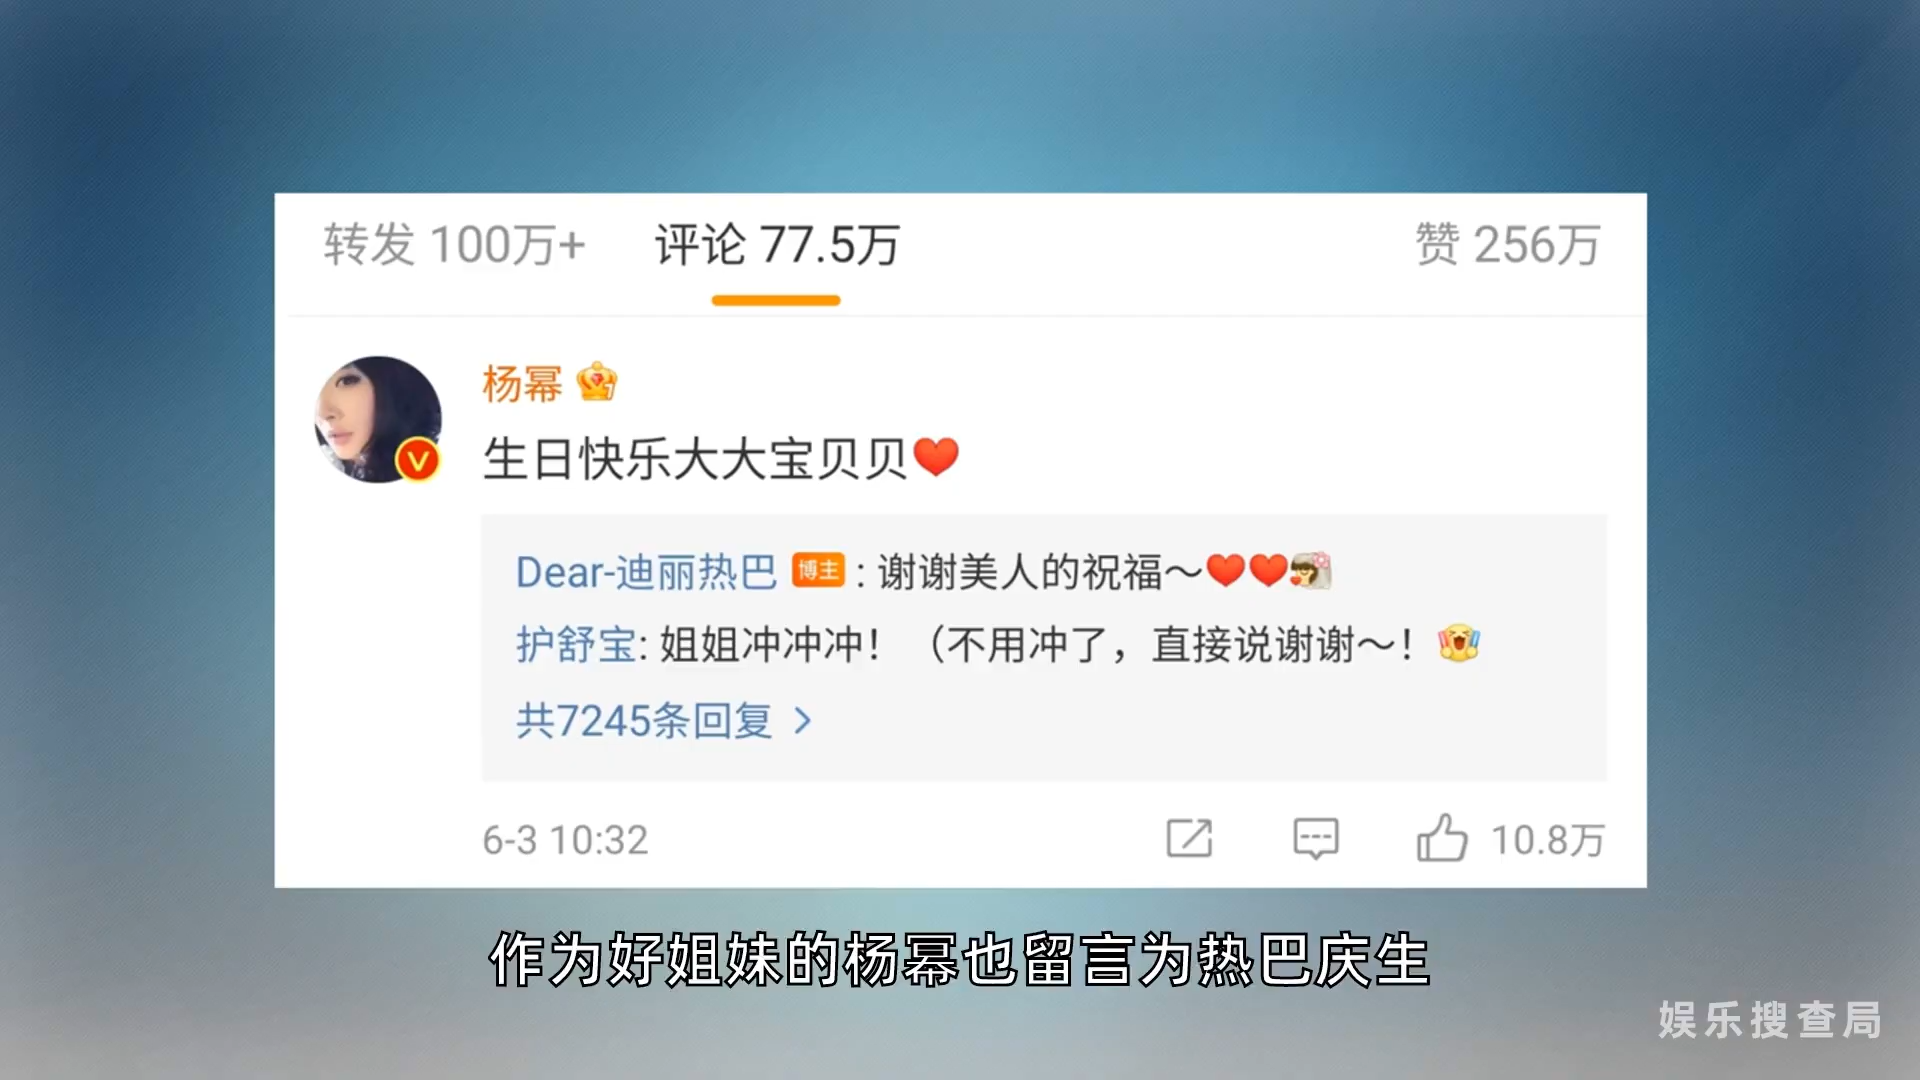 转发 100万+ 评论 77.5万 赞 256万
杨幂
生日快乐大大宝贝贝❤️
Dear-迪丽热巴 博主 : 谢谢美人的祝福～❤️❤️
护舒宝: 姐姐冲冲冲！（不用冲了，直接说谢谢～！
共7245条回复 >
6-3 10:32 10.8万
作为好姐妹的杨幂也留言为热巴庆生
娱乐搜查局